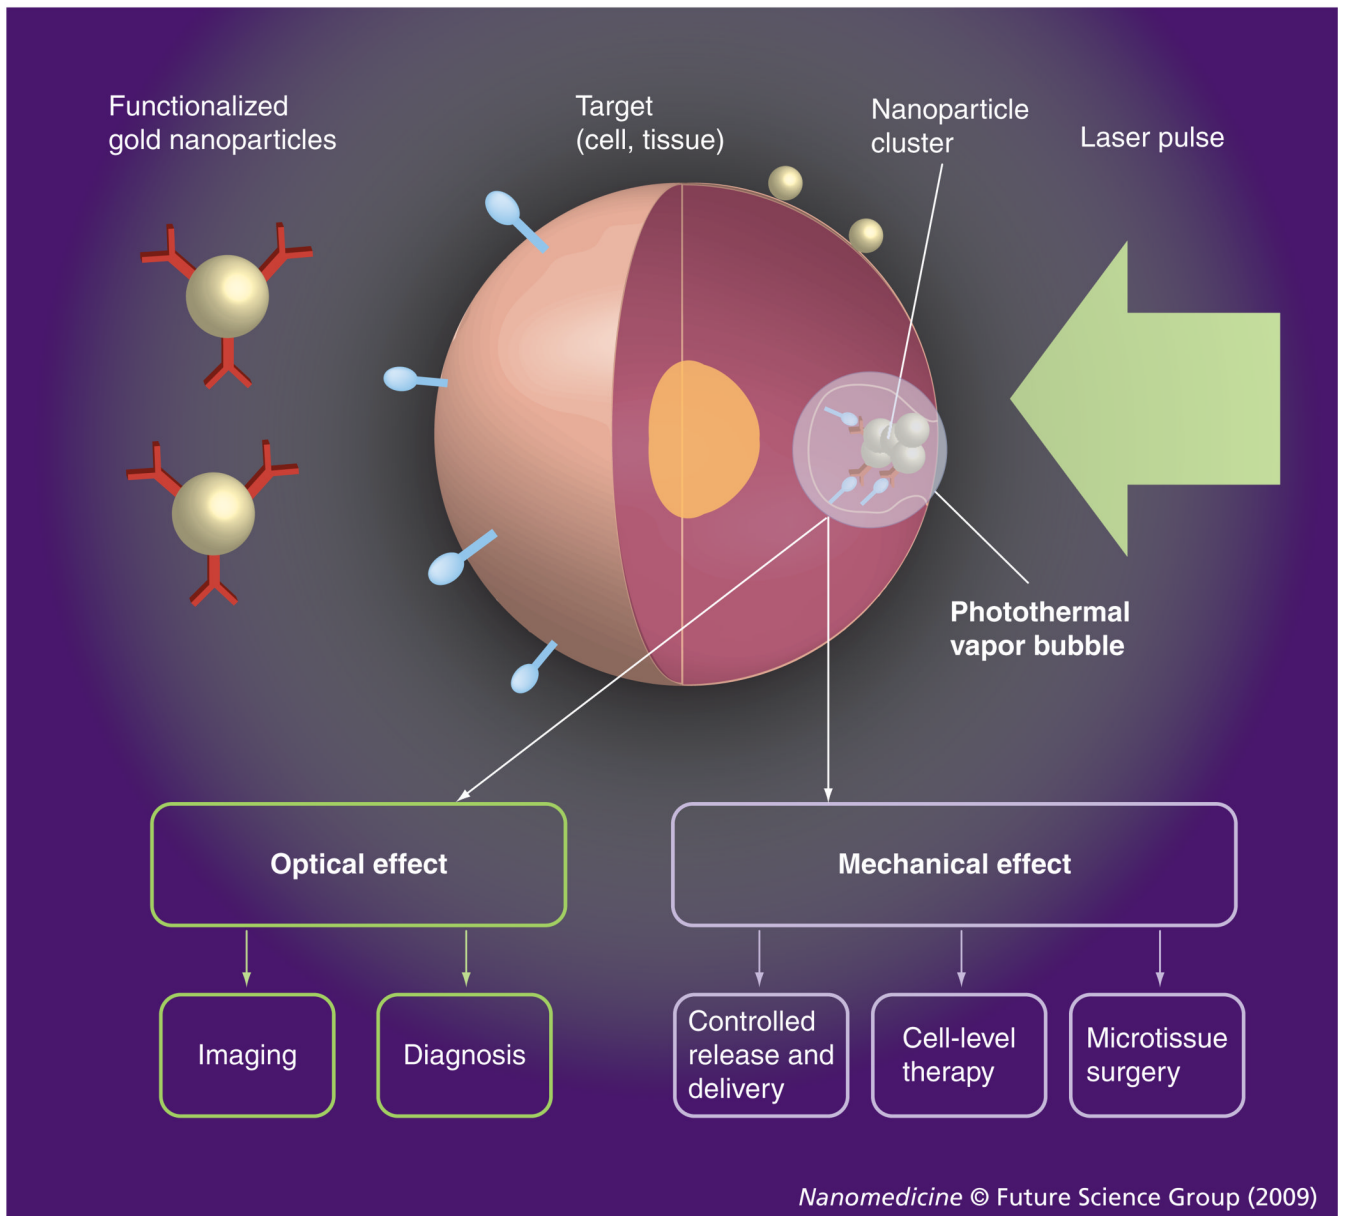 Functionalized
gold nanoparticles
Target
(cell, tissue)
Nanoparticle
cluster
Laser pulse
Photothermal
vapor bubble
Optical effect
Mechanical effect
Imaging
Diagnosis
Controlled
release and
delivery
Cell-level
therapy
Microtissue
surgery
Nanomedicine © Future Science Group (2009)